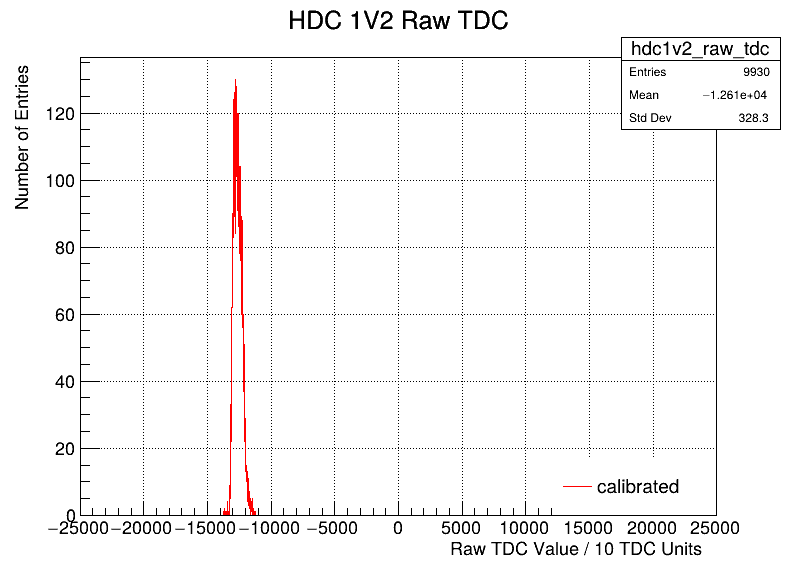 HDC 1V2 Raw TDC
hdc1v2_raw_tdc
Entries 9930
Mean −1.261e+04
Std Dev 328.3
Number of Entries
120
100
80
60
40
20
0
−25000 −20000 −15000 −10000 −5000 0 5000 10000 15000 20000 25000
calibrated
Raw TDC Value / 10 TDC Units